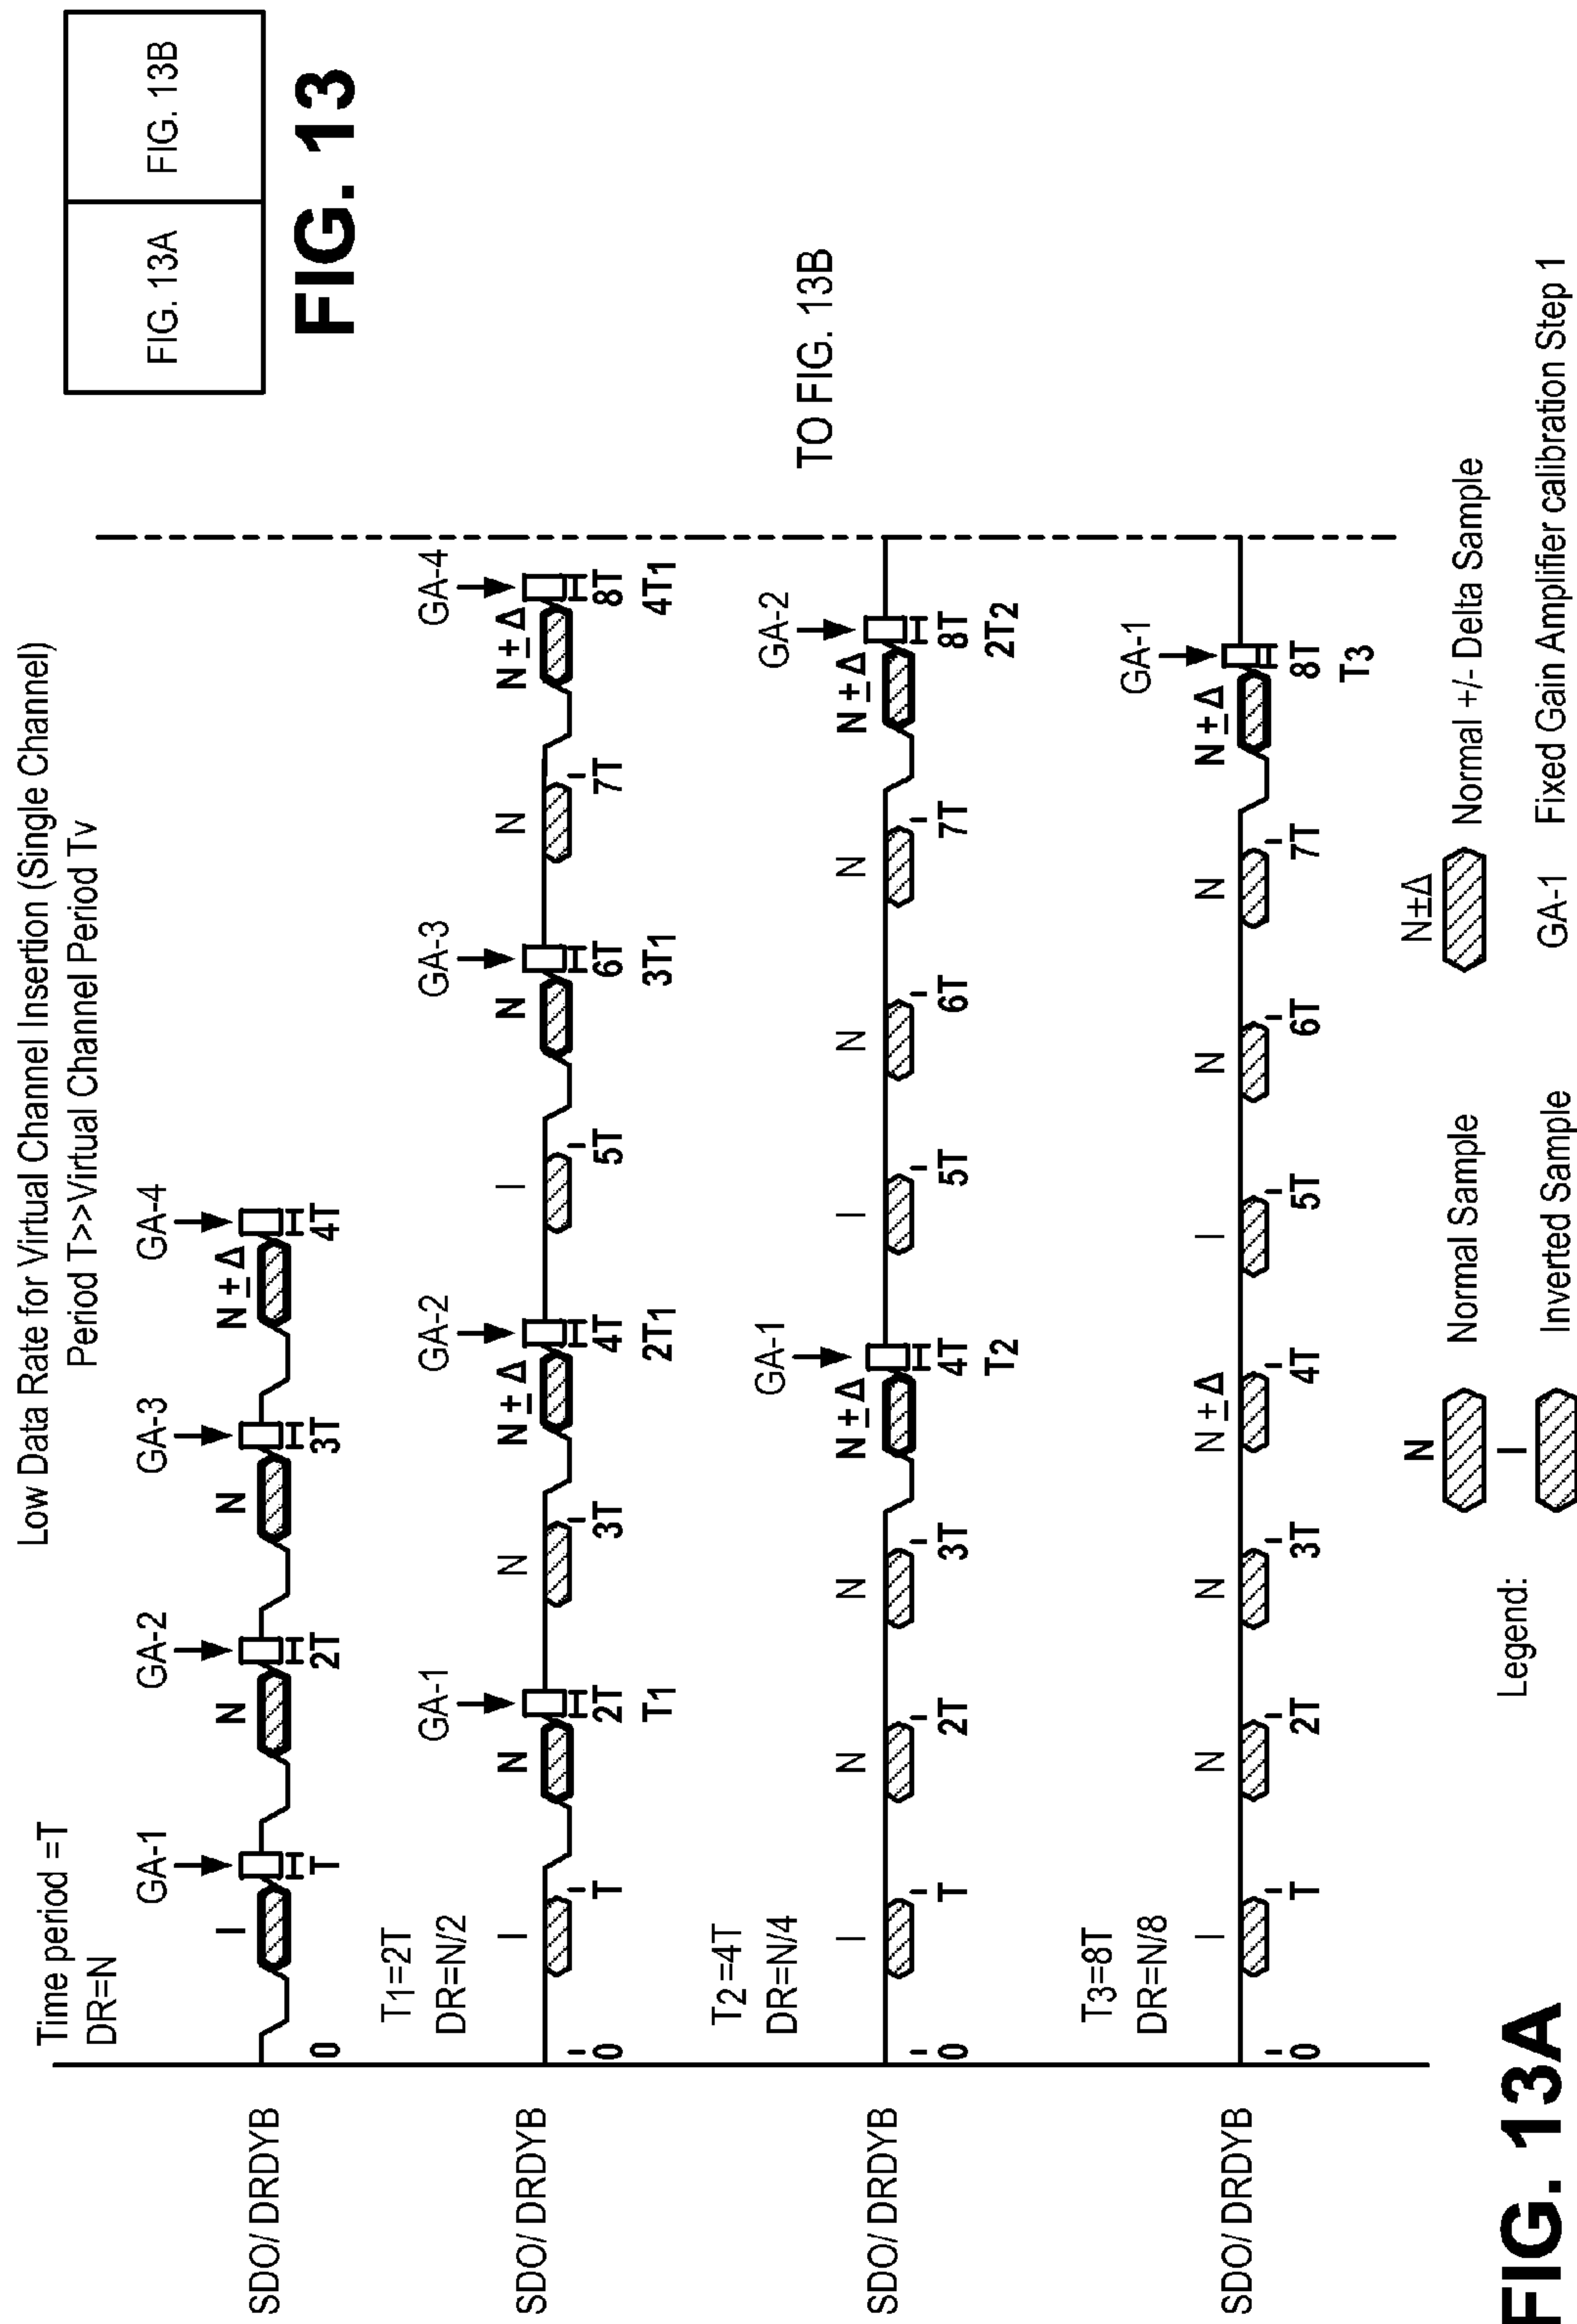 Low Data Rate for Virtual Channel Insertion (Single Channel)
Period T>>Virtual Channel Period Tv
FIG. 13A
FIG. 13B
FIG. 13
Time period =T
DR=N
GA-1
GA-2
GA-3
GA-4
I
N
N
N±Δ
SDO/ DRDYB
0
T
2T
3T
4T
T1=2T
DR=N/2
GA-1
GA-2
GA-3
GA-4
I
N
N
N±Δ
I
N
N
N±Δ
SDO/ DRDYB
0
T
2T
3T
4T
5T
6T
7T
8T
T1
2T1
3T1
4T1
TO FIG. 13B
T2=4T
DR=N/4
GA-1
GA-2
I
N
N
N±Δ
I
N
N
N±Δ
SDO/ DRDYB
0
T
2T
3T
4T
5T
6T
7T
8T
T2
2T2
T3=8T
DR=N/8
GA-1
I
N
N
N±Δ
I
N
N
N±Δ
SDO/ DRDYB
0
T
2T
3T
4T
5T
6T
7T
8T
T3
Legend:
N
Normal Sample
N±Δ
Normal +/- Delta Sample
I
Inverted Sample
GA-1
Fixed Gain Amplifier calibration Step 1
FIG. 13A